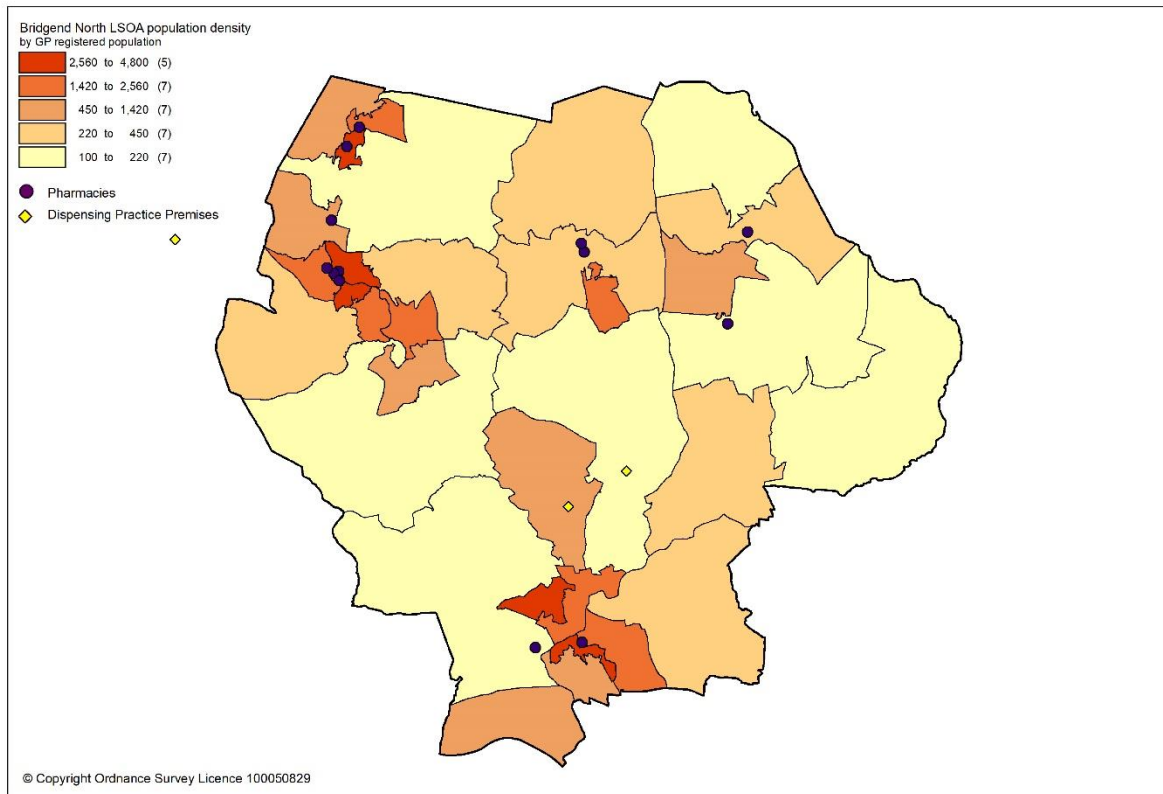 Bridgend North LSOA population density
by GP registered population
2,560 to 4,800 (5)
1,420 to 2,560 (7)
450 to 1,420 (7)
220 to 450 (7)
100 to 220 (7)
Pharmacies
Dispensing Practice Premises
© Copyright Ordnance Survey Licence 100050829